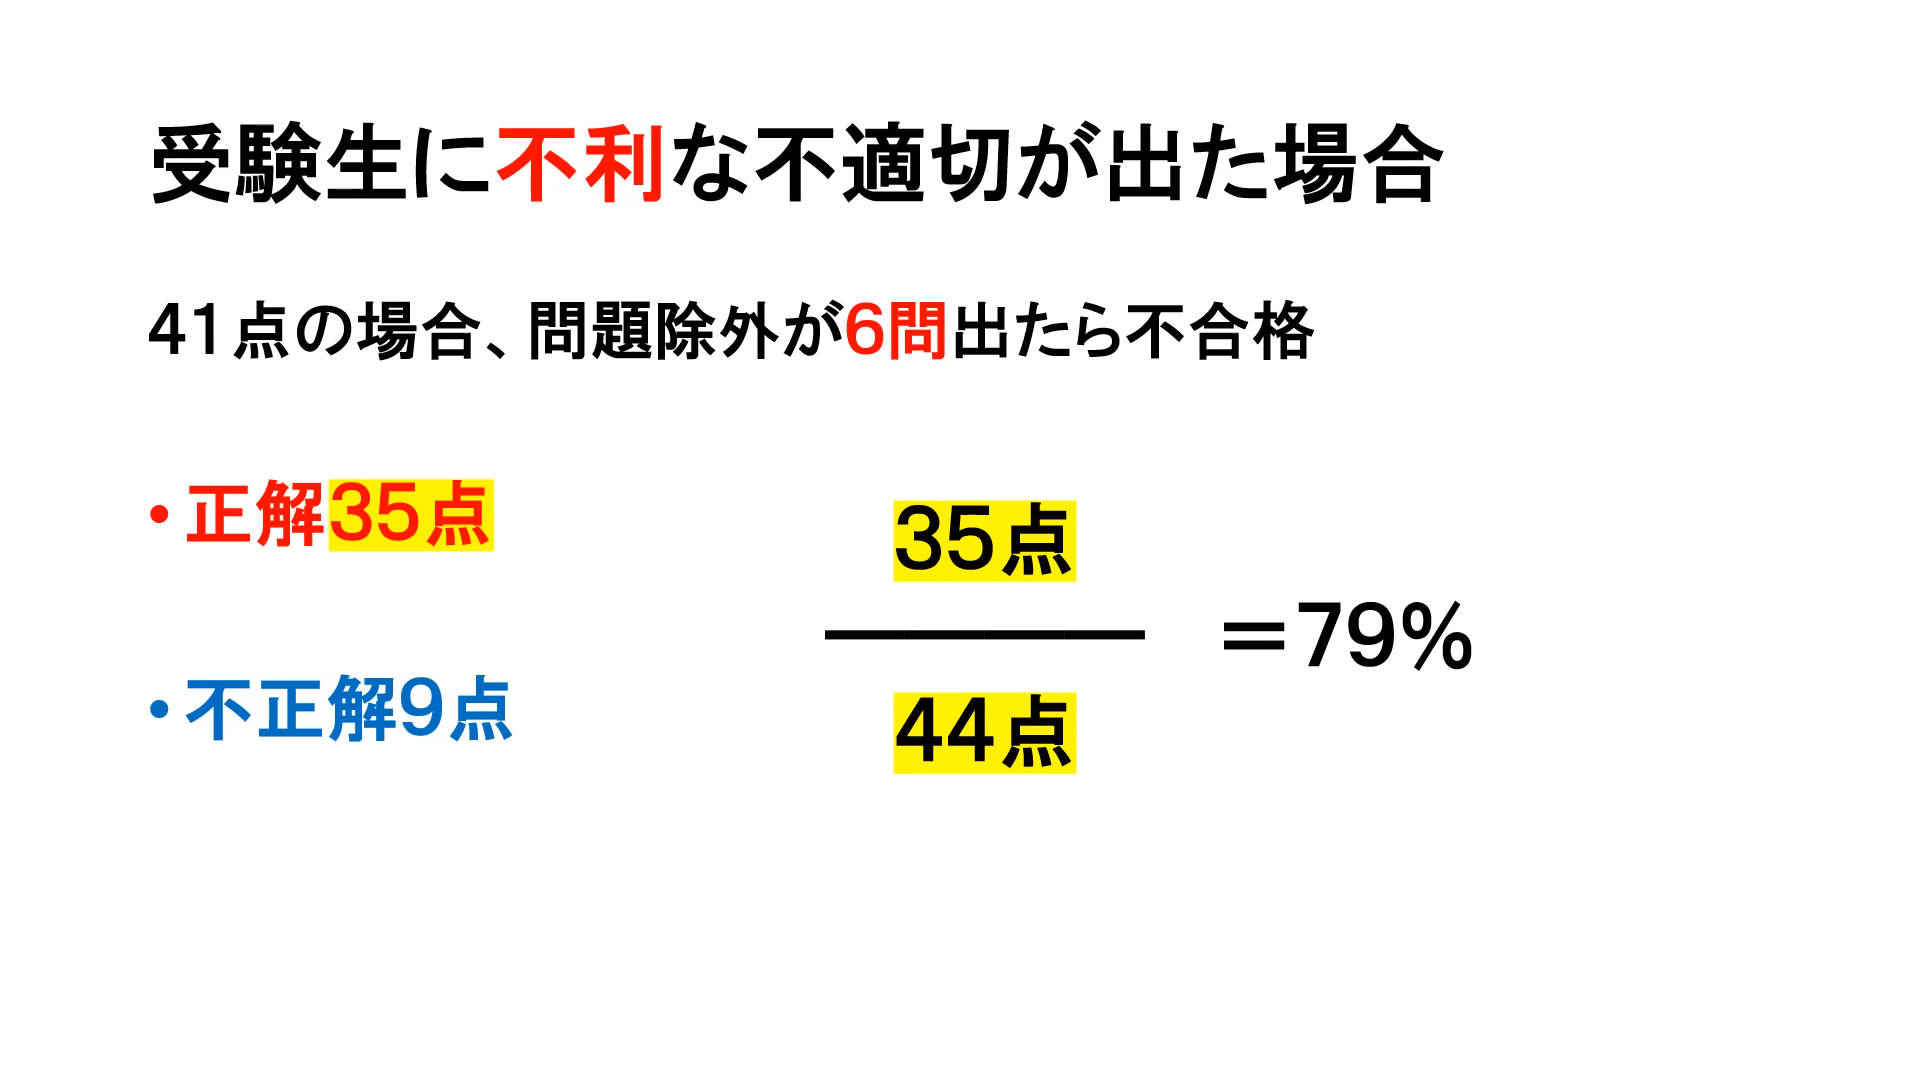 受験生に不利な不適切が出た場合
41点の場合、問題除外が6問出たら不合格
• 正解35点
• 不正解9点
35点
44点
=79%